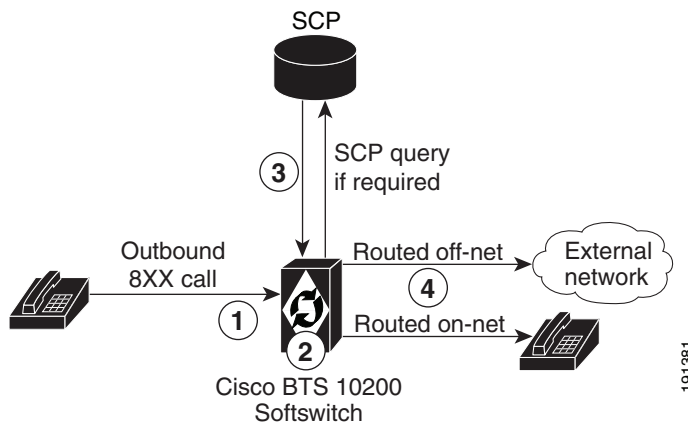 SCP
3
SCP query
if required
Outbound
8XX call
1
2
Routed off-net
4
Routed on-net
External
network
Cisco BTS 10200
Softswitch
191381